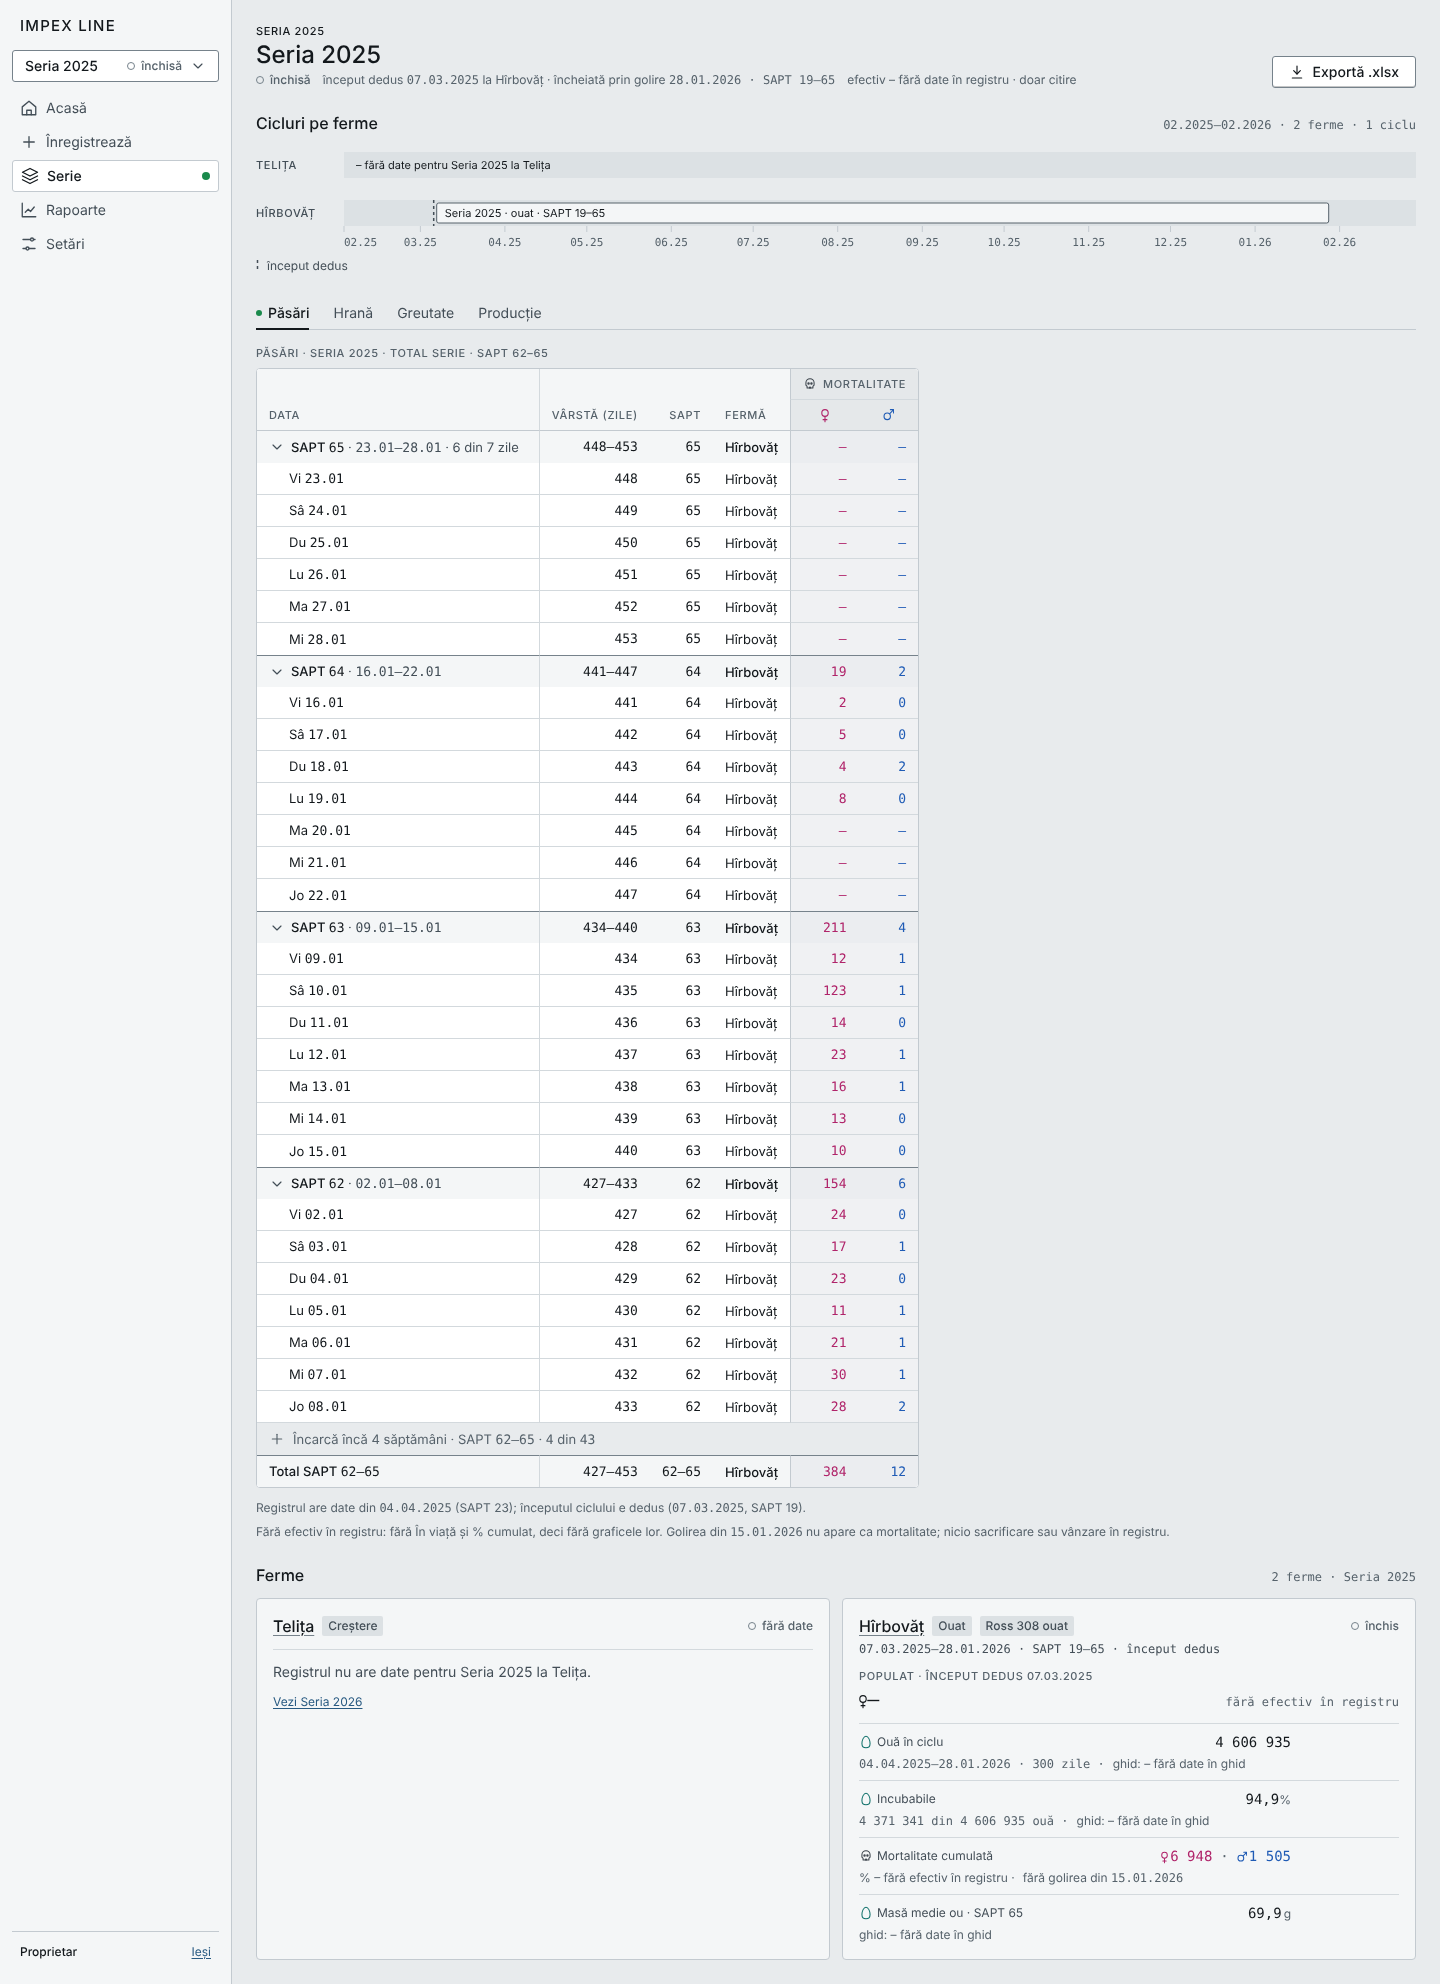 IMPEX LINE
Seria 2025 închisă
Acasă
Înregistrează
Serie
Rapoarte
Setări
Proprietar Ieși
SERIA 2025
Seria 2025
închisă început dedus 07.03.2025 la Hîrbovăț · încheiată prin golire 28.01.2026 · SAPT 19–65 efectiv – fără date în registru · doar citire
Exportă .xlsx
Cicluri pe ferme 02.2025–02.2026 · 2 ferme · 1 ciclu
TELIȚA – fără date pentru Seria 2025 la Telița
HÎRBOVĂȚ Seria 2025 · ouat · SAPT 19–65
02.25 03.25 04.25 05.25 06.25 07.25 08.25 09.25 10.25 11.25 12.25 01.26 02.26
început dedus
Păsări Hrană Greutate Producție
PĂSĂRI · SERIA 2025 · TOTAL SERIE · SAPT 62–65
MORTALITATE
DATA VÂRSTĂ (ZILE) SAPT FERMĂ ♀ ♂
SAPT 65 · 23.01–28.01 · 6 din 7 zile 448–453 65 Hîrbovăț – –
Vi 23.01 448 65 Hîrbovăț – –
Sâ 24.01 449 65 Hîrbovăț – –
Du 25.01 450 65 Hîrbovăț – –
Lu 26.01 451 65 Hîrbovăț – –
Ma 27.01 452 65 Hîrbovăț – –
Mi 28.01 453 65 Hîrbovăț – –
SAPT 64 · 16.01–22.01 441–447 64 Hîrbovăț 19 2
Vi 16.01 441 64 Hîrbovăț 2 0
Sâ 17.01 442 64 Hîrbovăț 5 0
Du 18.01 443 64 Hîrbovăț 4 2
Lu 19.01 444 64 Hîrbovăț 8 0
Ma 20.01 445 64 Hîrbovăț – –
Mi 21.01 446 64 Hîrbovăț – –
Jo 22.01 447 64 Hîrbovăț – –
SAPT 63 · 09.01–15.01 434–440 63 Hîrbovăț 211 4
Vi 09.01 434 63 Hîrbovăț 12 1
Sâ 10.01 435 63 Hîrbovăț 123 1
Du 11.01 436 63 Hîrbovăț 14 0
Lu 12.01 437 63 Hîrbovăț 23 1
Ma 13.01 438 63 Hîrbovăț 16 1
Mi 14.01 439 63 Hîrbovăț 13 0
Jo 15.01 440 63 Hîrbovăț 10 0
SAPT 62 · 02.01–08.01 427–433 62 Hîrbovăț 154 6
Vi 02.01 427 62 Hîrbovăț 24 0
Sâ 03.01 428 62 Hîrbovăț 17 1
Du 04.01 429 62 Hîrbovăț 23 0
Lu 05.01 430 62 Hîrbovăț 11 1
Ma 06.01 431 62 Hîrbovăț 21 1
Mi 07.01 432 62 Hîrbovăț 30 1
Jo 08.01 433 62 Hîrbovăț 28 2
Încarcă încă 4 săptămâni · SAPT 62–65 · 4 din 43
Total SAPT 62–65 427–453 62–65 Hîrbovăț 384 12
Registrul are date din 04.04.2025 (SAPT 23); începutul ciclului e dedus (07.03.2025, SAPT 19).
Fără efectiv în registru: fără În viață și % cumulat, deci fără graficele lor. Golirea din 15.01.2026 nu apare ca mortalitate; nicio sacrificare sau vânzare în registru.
Ferme 2 ferme · Seria 2025
Telița Creștere fără date
Registrul nu are date pentru Seria 2025 la Telița.
Vezi Seria 2026
Hîrbovăț Ouat Ross 308 ouat închis
07.03.2025–28.01.2026 · SAPT 19–65 · început dedus
POPULAT · ÎNCEPUT DEDUS 07.03.2025
♀– fără efectiv în registru
Ouă în ciclu 4 606 935
04.04.2025–28.01.2026 · 300 zile · ghid: – fără date în ghid
Incubabile 94,9%
4 371 341 din 4 606 935 ouă · ghid: – fără date în ghid
Mortalitate cumulată ♀6 948 · ♂1 505
% – fără efectiv în registru · fără golirea din 15.01.2026
Masă medie ou · SAPT 65 69,9 g
ghid: – fără date în ghid